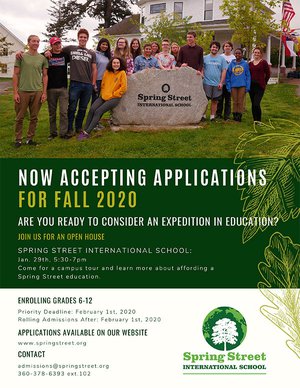 Spring Street
INTERNATIONAL SCHOOL
NOW ACCEPTING APPLICATIONS
FOR FALL 2020
ARE YOU READY TO CONSIDER AN EXPEDITION IN EDUCATION?
JOIN US FOR AN OPEN HOUSE
SPRING STREET INTERNATIONAL SCHOOL:
Jan. 29th, 5:30-7pm
Come for a campus tour and learn more about affording a
Spring Street education.
ENROLLING GRADES 6-12
Priority Deadline: February 1st, 2020
Rolling Admissions After: February 1st, 2020
APPLICATIONS AVAILABLE ON OUR WEBSITE
www.springstreet.org
CONTACT
admissions@springstreet.org
360-378-6393 ext.102
Spring Street
INTERNATIONAL SCHOOL